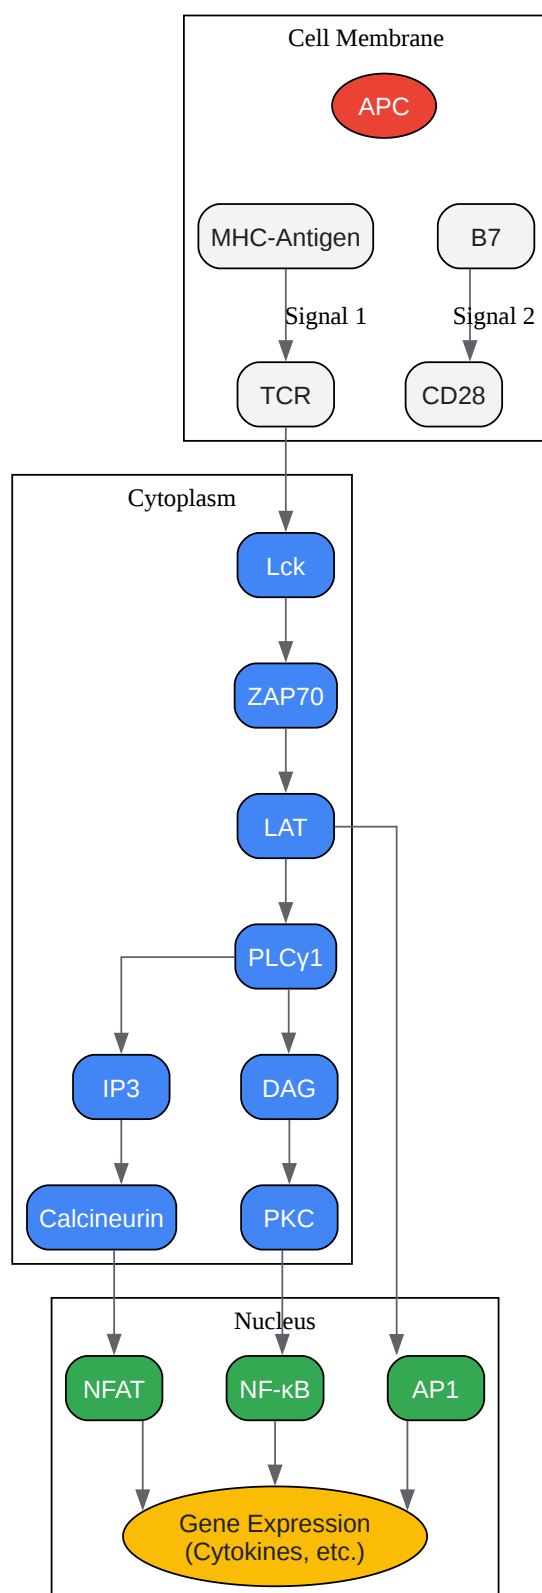 Cell Membrane
APC
MHC-Antigen
B7
Signal 1
Signal 2
TCR
CD28
Cytoplasm
Lck
ZAP70
LAT
PLCγ1
IP3
DAG
Calcineurin
PKC
Nucleus
NFAT
NF-κB
AP1
Gene Expression
(Cytokines, etc.)